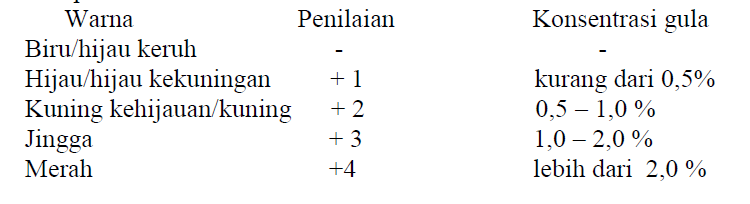 Warna Penilaian Konsentrasi gula
Biru/hijau keruh - -
Hijau/hijau kekuningan + 1 kurang dari 0,5%
Kuning kehijauan/kuning + 2 0,5 – 1,0 %
Jingga + 3 1,0 – 2,0 %
Merah +4 lebih dari 2,0 %